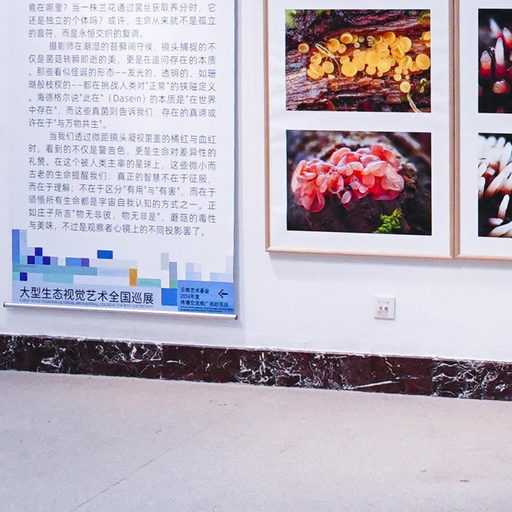 竟在哪里？当一株兰花通过菌丝获取养分时，它
还是独立的个体吗？或许，生命从来就不是孤立
的音符，而是永恒交织的复调。
摄影师在潮湿的苔藓间守候，镜头捕捉的不
仅是菌菇转瞬即逝的美，更是在追问存在的本质
。那些看似怪诞的形态——发光的、透明的、如珊
瑚般枝杈的——都在挑战人类对"正常"的狭隘定义
。海德格尔说"此在"（Dasein）的本质是"在世界
中存在"，而这些真菌则告诉我们：存在的真谛或
许在于"与万物共生"。
当我们透过微距镜头凝视菌盖的橘红与血红
时，看到的不仅是警告色，更是生命对差异性的
礼赞。在这个被人类主宰的星球上，这些微小而
古老的生命提醒我们：真正的智慧不在于征服，
而在于理解；不在于区分"有用"与"有害"，而在于
领悟所有生命都是宇宙自我认知的方式之一。正
如庄子所言"物无非彼，物无非是"，蘑菇的毒性
与美味，不过是观察者心镜上的不同投影罢了。
大型生态视觉艺术全国巡展
云南艺术基金
2024年度
传播交流推广资助项目